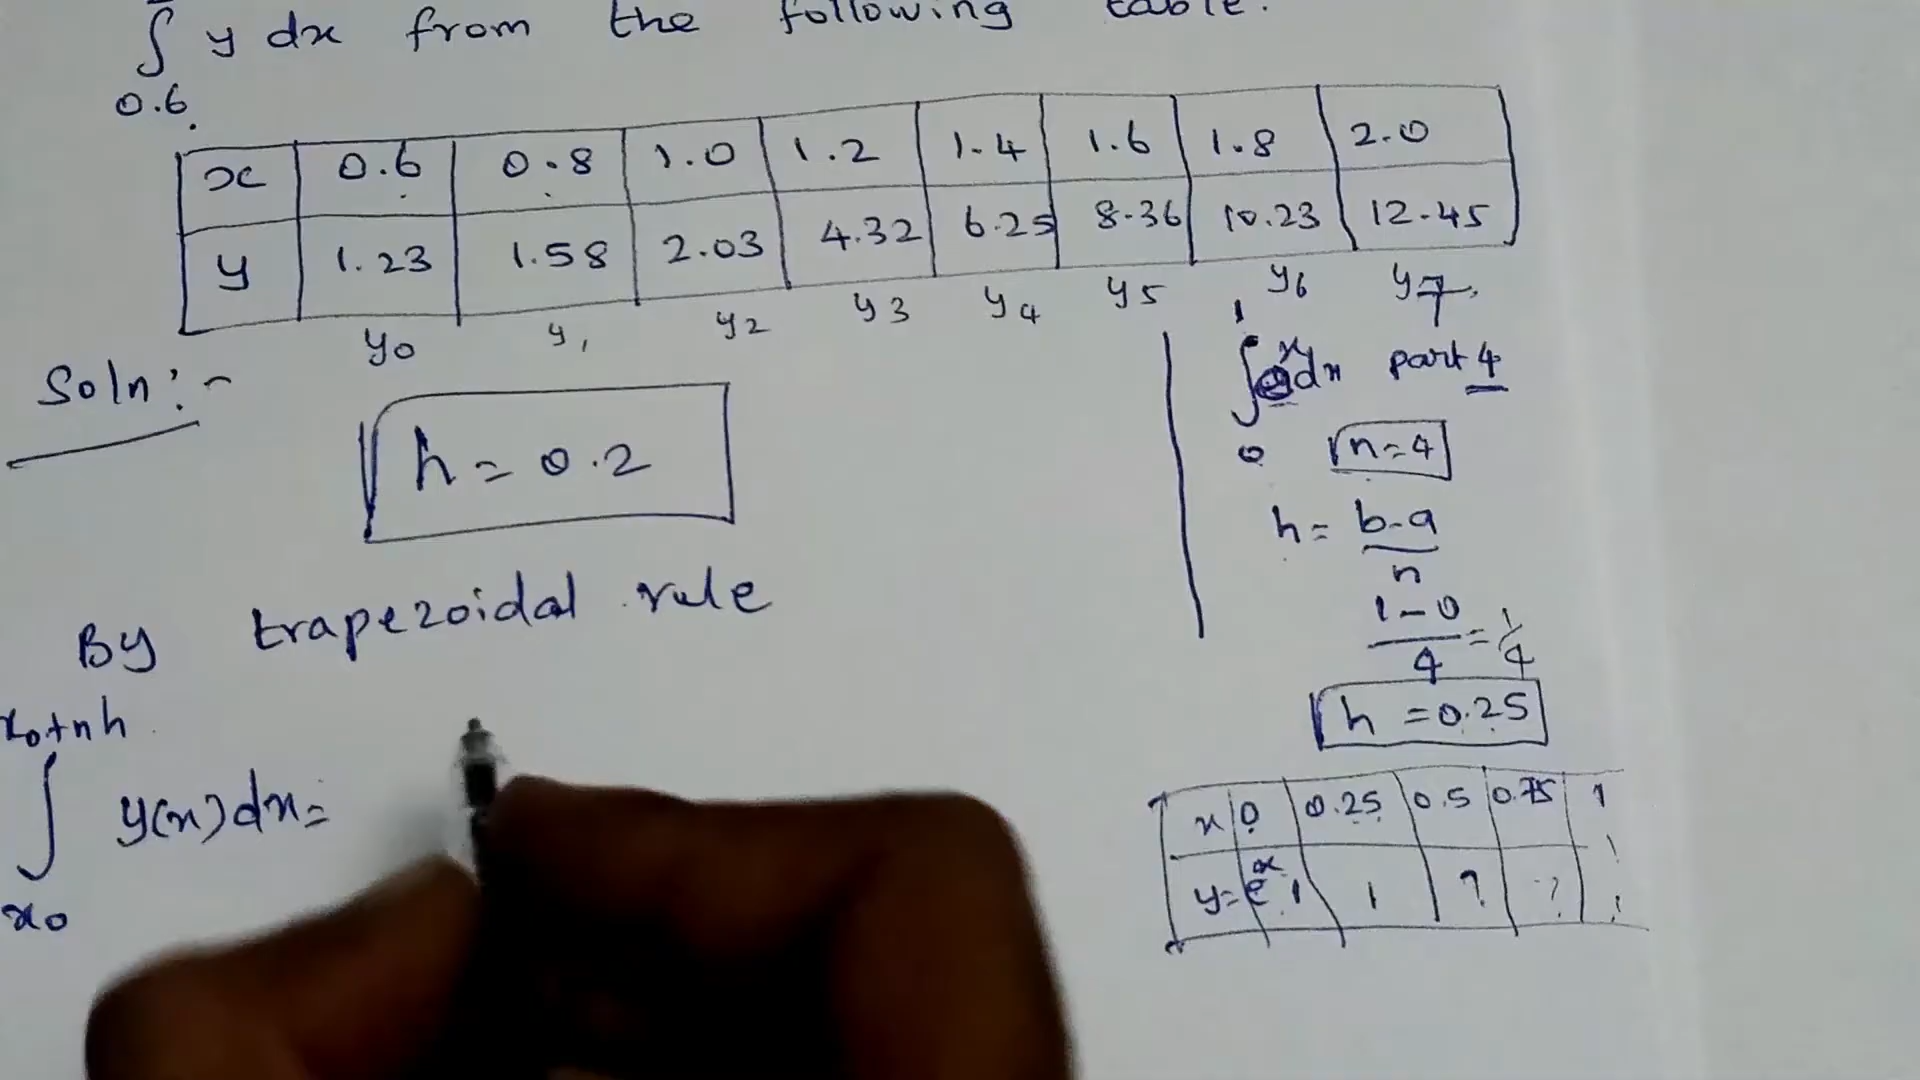 ∫ y dx from the following table.
0.6
x 0.6 0.8 1.0 1.2 1.4 1.6 1.8 2.0
y 1.23 1.58 2.03 4.32 6.25 8.36 10.23 12.45
y0 y1 y2 y3 y4 y5 y6 y7
Soln:-
h = 0.2
By trapezoidal rule
x0+nh
∫ y(x)dx=
x0
1
∫ e^x dx part 4
0 n=4
h= b-a
n
1-0
4 = 1/4
h = 0.25
x 0 0.25 0.5 0.75 1
y=e^x 1 1 ? ?